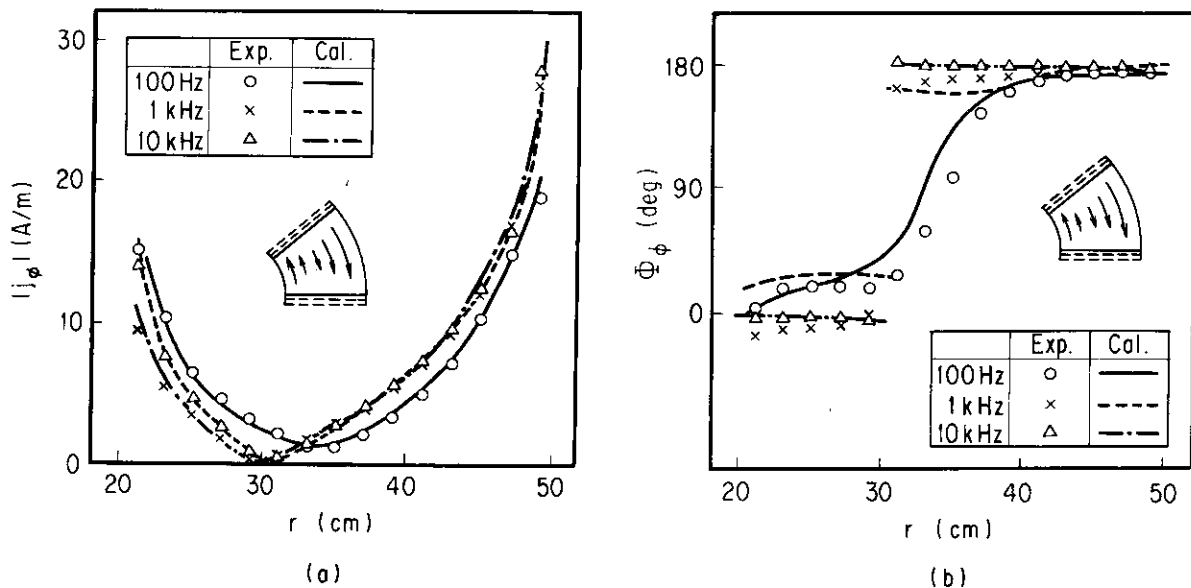 30
20
10
0
|jφ| (A/m)
Exp. Cal.
100 Hz
1 kHz
10 kHz
20 30 40 50
r (cm)
(a)
180
90
0
Φφ (deg)
Exp. Cal.
100 Hz
1 kHz
10 kHz
20 30 40 50
r (cm)
(b)